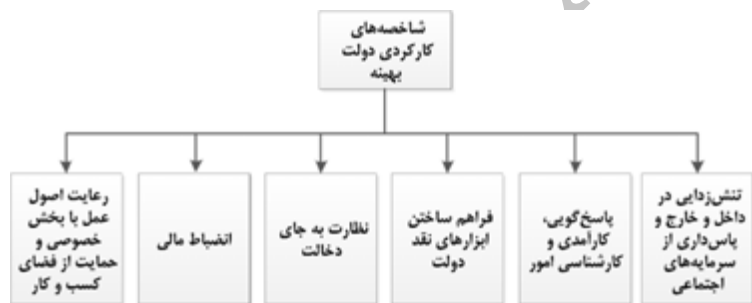 شاخصه‌های
کارکردی دولت
بهینه
تنش‌زدایی در
داخل و خارج و
پاس‌داری از
سرمایه‌های
اجتماعی
پاسخ‌گویی،
کارآمدی و
کارشناسی امور
فراهم ساختن
ابزارهای نقد
دولت
نظارت به جای
دخالت
انضباط مالی
رعایت اصول
عمل با بخش
خصوصی و
حمایت از فضای
کسب و کار